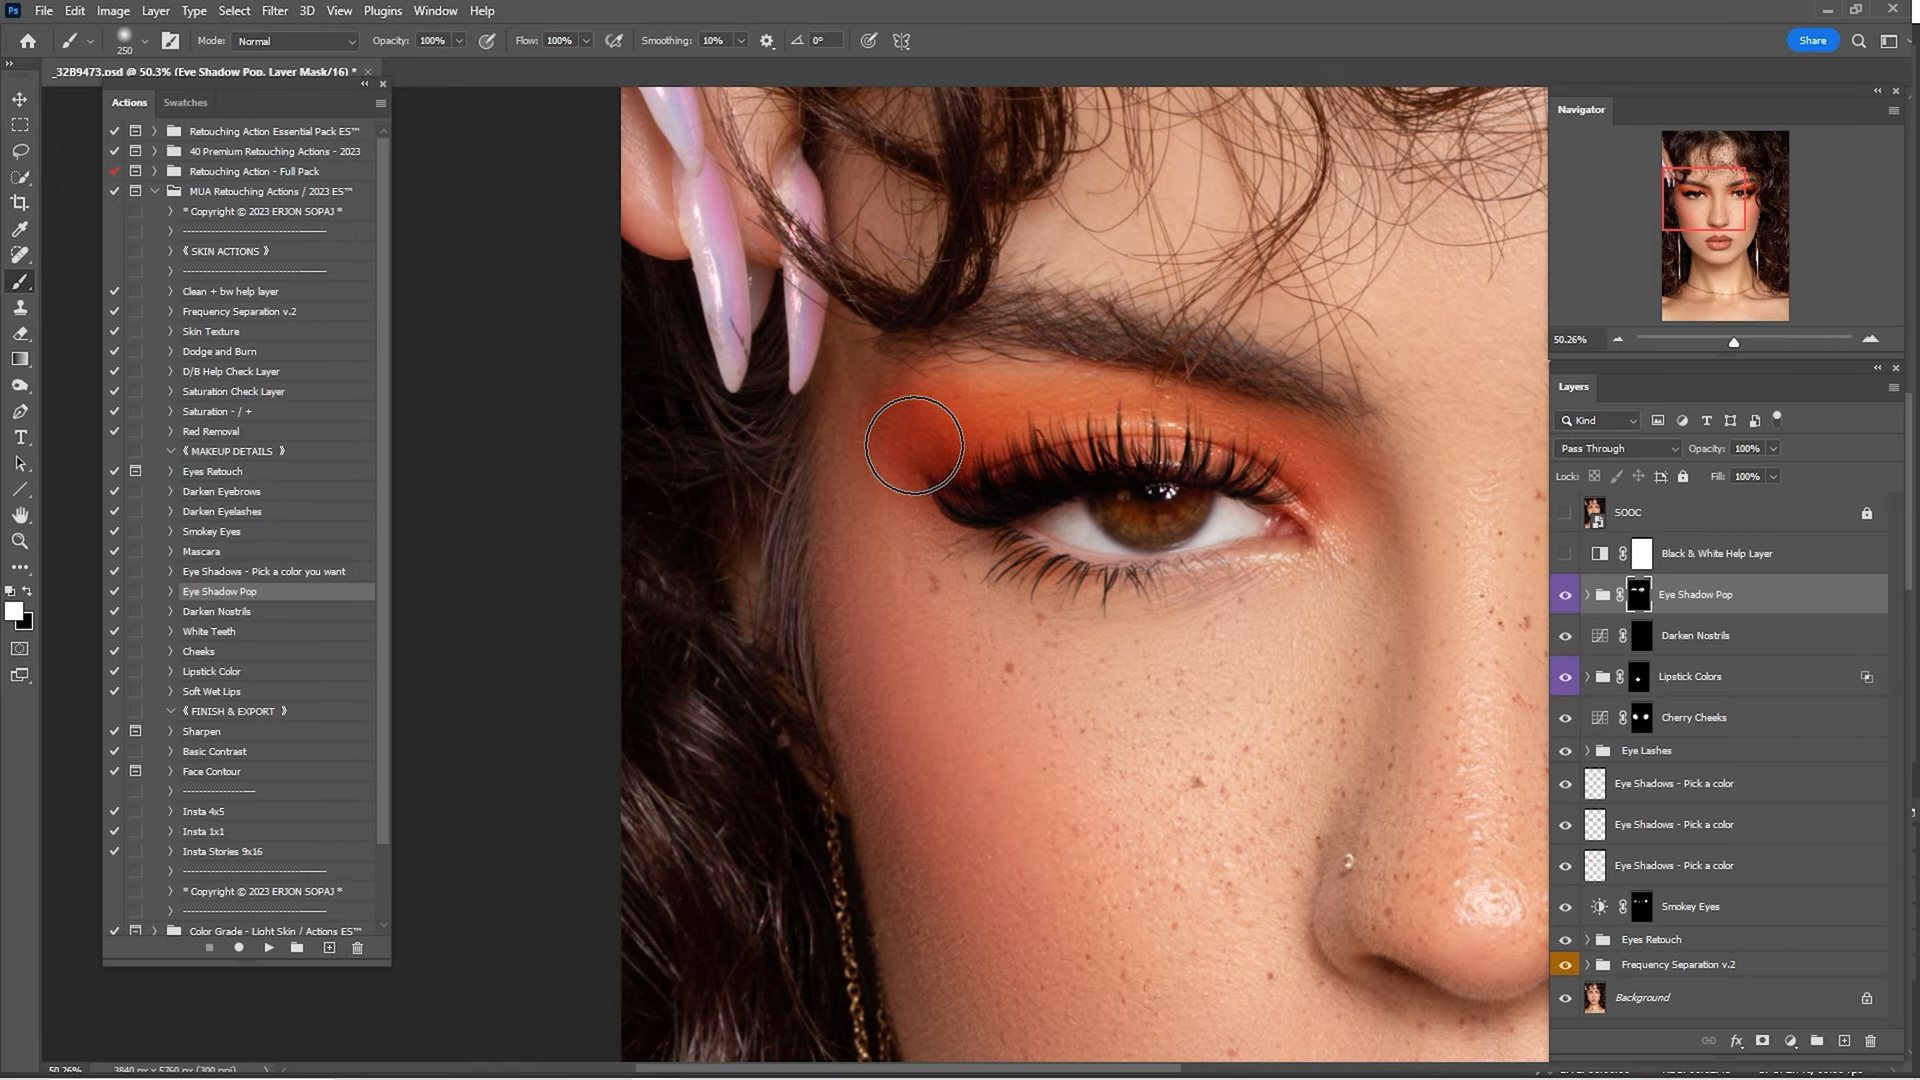 Ps File Edit Image Layer Type Select Filter 3D View Plugins Window Help
250 Mode: Normal Opacity: 100% Flow: 100% Smoothing: 10% 0° Share
_32B9473.psd @ 50.3% (Eye Shadow Pop, Layer Mask/16) *
Actions Swatches
Retouching Action Essential Pack ES™
40 Premium Retouching Actions - 2023
Retouching Action - Full Pack
MUA Retouching Actions / 2023 ES™
* Copyright © 2023 ERJON SOPAJ *
------------------------------------
《 SKIN ACTIONS 》
------------------------------------
Clean + bw help layer
Frequency Separation v.2
Skin Texture
Dodge and Burn
D/B Help Check Layer
Saturation Check Layer
Saturation - / +
Red Removal
《 MAKEUP DETAILS 》
Eyes Retouch
Darken Eyebrows
Darken Eyelashes
Smokey Eyes
Mascara
Eye Shadows - Pick a color you want
Eye Shadow Pop
Darken Nostrils
White Teeth
Cheeks
Lipstick Color
Soft Wet Lips
《 FINISH & EXPORT 》
Sharpen
Basic Contrast
Face Contour
------------------
Insta 4x5
Insta 1x1
Insta Stories 9x16
------------------------------------
* Copyright © 2023 ERJON SOPAJ *
------------------------------------
Color Grade - Light Skin / Actions ES™
Navigator
50.26%
Layers
Kind
Pass Through Opacity: 100%
Lock: Fill: 100%
SOOC
Black & White Help Layer
Eye Shadow Pop
Darken Nostrils
Lipstick Colors
Cherry Cheeks
Eye Lashes
Eye Shadows - Pick a color
Eye Shadows - Pick a color
Eye Shadows - Pick a color
Smokey Eyes
Eyes Retouch
Frequency Separation v.2
Background
fx
50.26% 3840 px x 5760 px (300 ppi)